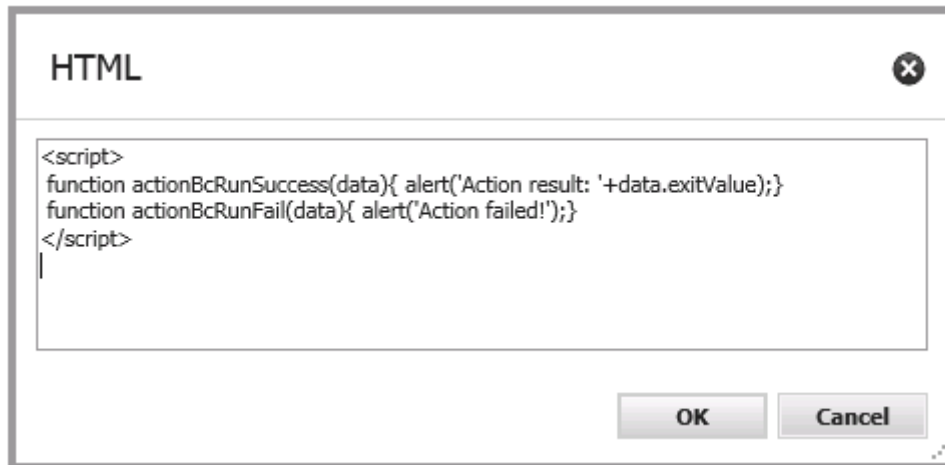 HTML
<script>
function actionBcRunSuccess(data){ alert('Action result: '+data.exitValue);}
function actionBcRunFail(data){ alert('Action failed!');}
</script>
OK Cancel